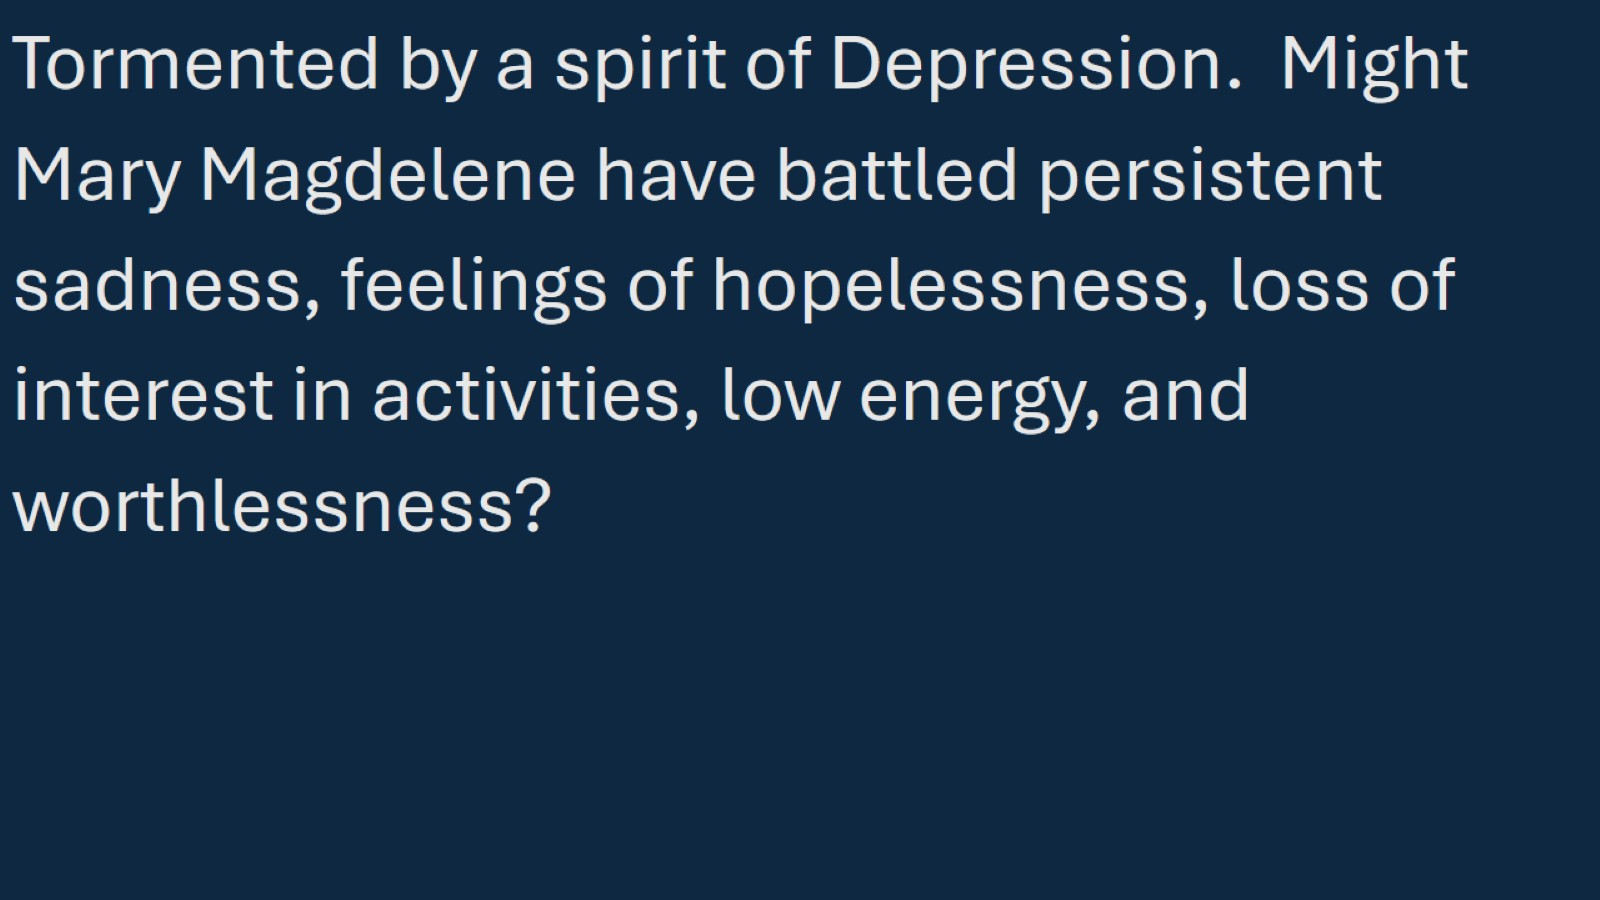 Tormented by a spirit of Depression.  Might
Mary Magdelene have battled persistent
sadness, feelings of hopelessness, loss of
interest in activities, low energy, and
worthlessness?